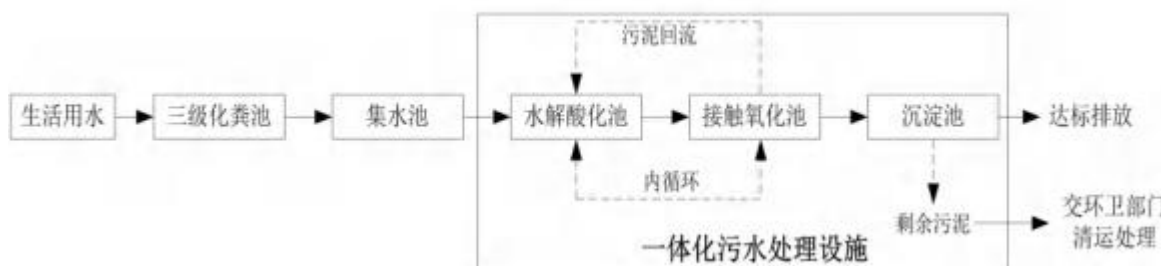 污泥回流
生活用水
三级化粪池
集水池
水解酸化池
接触氧化池
沉淀池
达标排放
内循环
剩余污泥
交环卫部门
清运处理
一体化污水处理设施